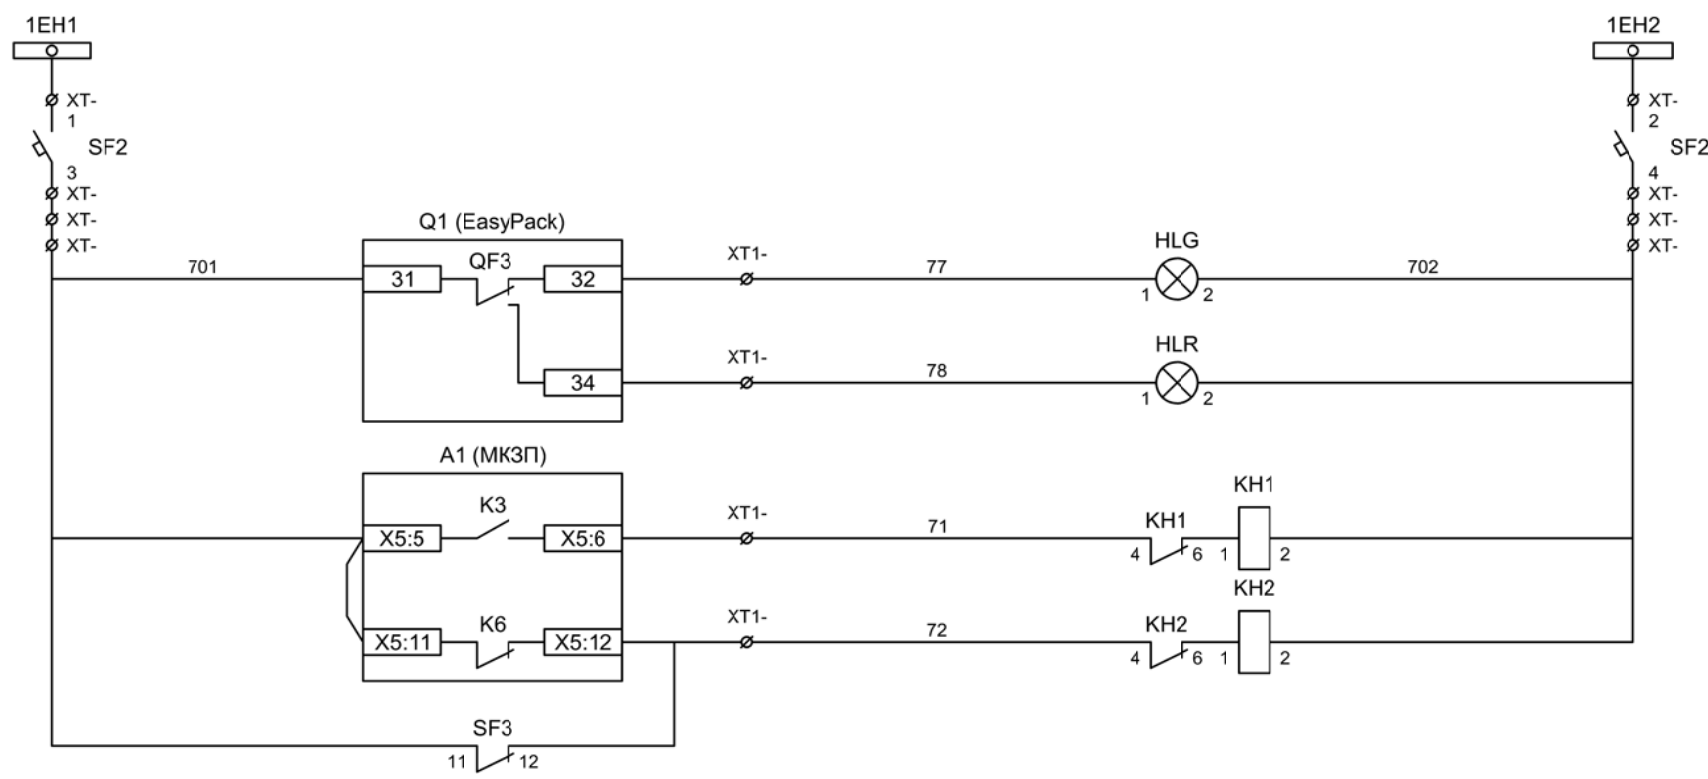 1EH1
1EH2
XT-
1
SF2
3
XT-
XT-
XT-
XT-
2
SF2
4
XT-
XT-
XT-
Q1 (EasyPack)
701
31
QF3
32
XT1-
77
HLG
1
2
702
34
XT1-
78
HLR
1
2
A1 (МКЗП)
X5:5
K3
X5:6
XT1-
71
KH1
4
6
KH1
1
2
X5:11
K6
X5:12
XT1-
72
KH2
4
6
KH2
1
2
SF3
11
12